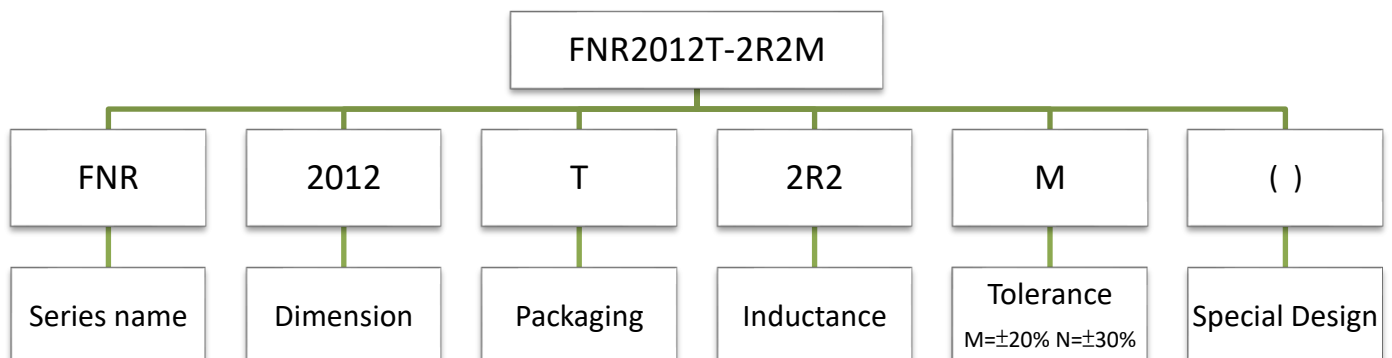 FNR2012T-2R2M
FNR
2012
T
2R2
M
( )
Series name
Dimension
Packaging
Inductance
Tolerance
M=±20% N=±30%
Special Design